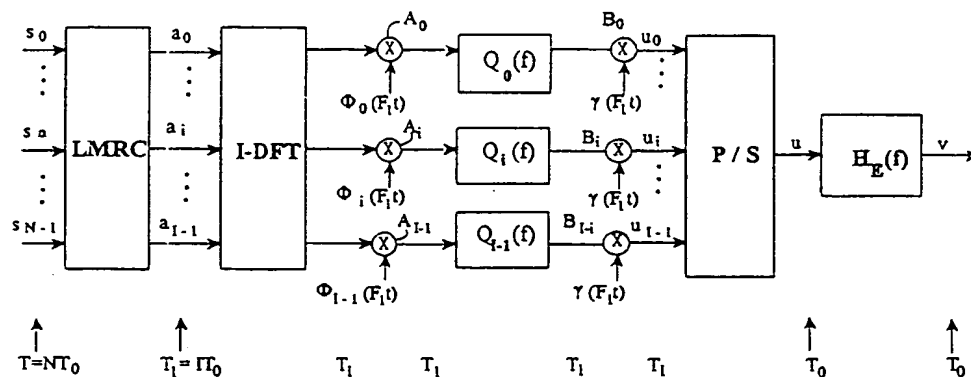 s0 a0 A0 B0 u0
X Q0(f) X
Φ0(F1t) γ(F1t)
sn ai Ai Bi ui
LMRC I-DFT X Qi(f) X P / S u HE(f) v
Φi(F1t) γ(F1t)
sN-1 aI-1 AI-1 BI-i uI-1
X QI-1(f) X
ΦI-1(F1t) γ(F1t)
T=NT0 T1=IT0 T1 T1 T1 T1 T0 T0